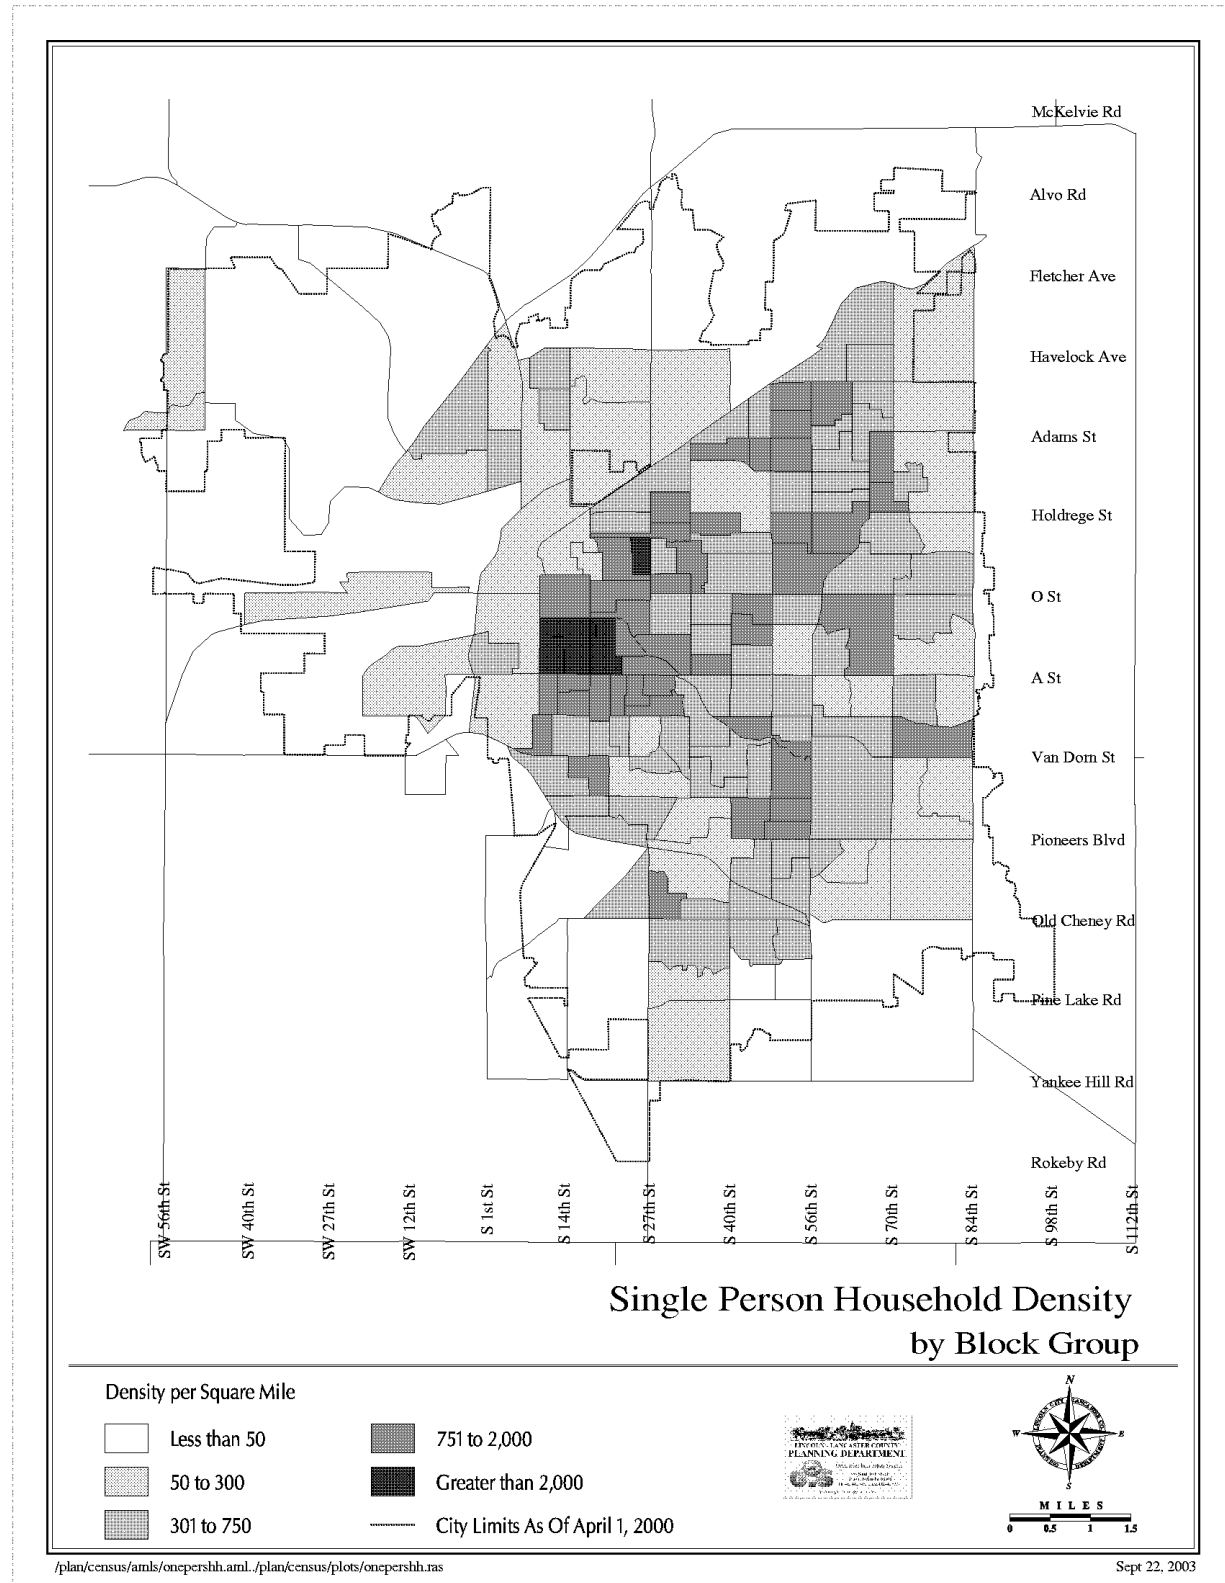 McKelvie Rd
Alvo Rd
Fletcher Ave
Havelock Ave
Adams St
Holdrege St
O St
A St
Van Dorn St
Pioneers Blvd
Old Cheney Rd
Pine Lake Rd
Yankee Hill Rd
Rokeby Rd
SW 56th St
SW 40th St
SW 27th St
SW 12th St
S 1st St
S 14th St
S 27th St
S 40th St
S 56th St
S 70th St
S 84th St
S 98th St
S 112th St
Single Person Household Density
by Block Group
Density per Square Mile
Less than 50
50 to 300
301 to 750
751 to 2,000
Greater than 2,000
City Limits As Of April 1, 2000
LINCOLN - LANCASTER COUNTY
PLANNING DEPARTMENT
N
W
E
S
MILES
0 0.5 1 1.5
/plan/census/amls/onepershh.aml../plan/census/plots/onepershh.ras
Sept 22, 2003